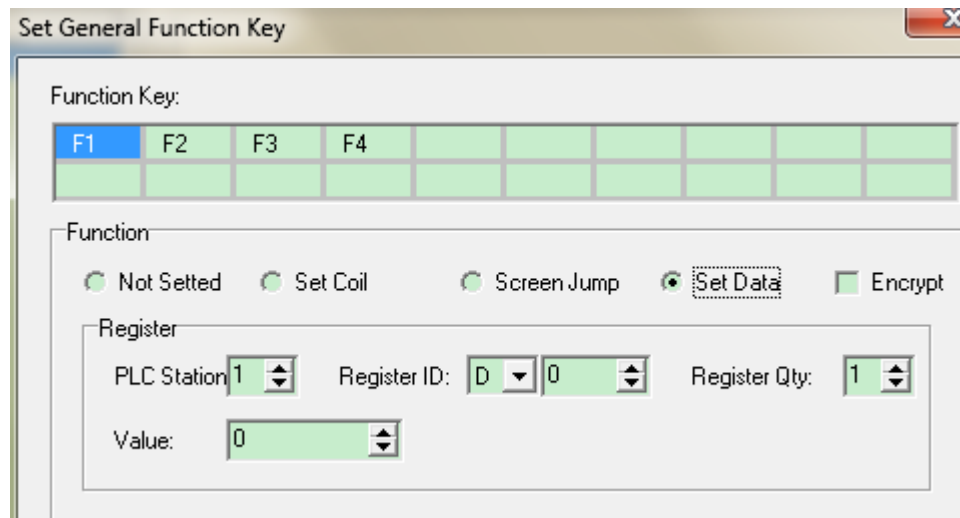 Set General Function Key
Function Key:
F1 F2 F3 F4
Function
Not Setted Set Coil Screen Jump Set Data Encrypt
Register
PLC Station 1 Register ID: D 0 Register Qty: 1
Value: 0